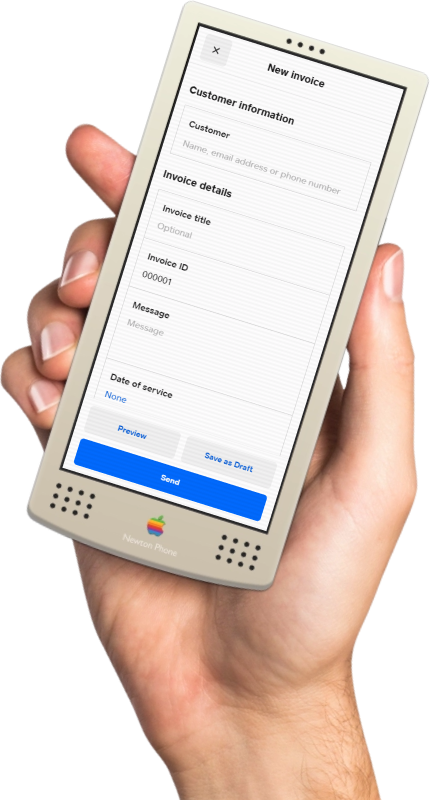 New invoice
Customer information
Customer
Name, email address or phone number
Invoice details
Invoice title
Optional
Invoice ID
000001
Message
Message
Date of service
None
Preview
Save as Draft
Send
Newton Phone